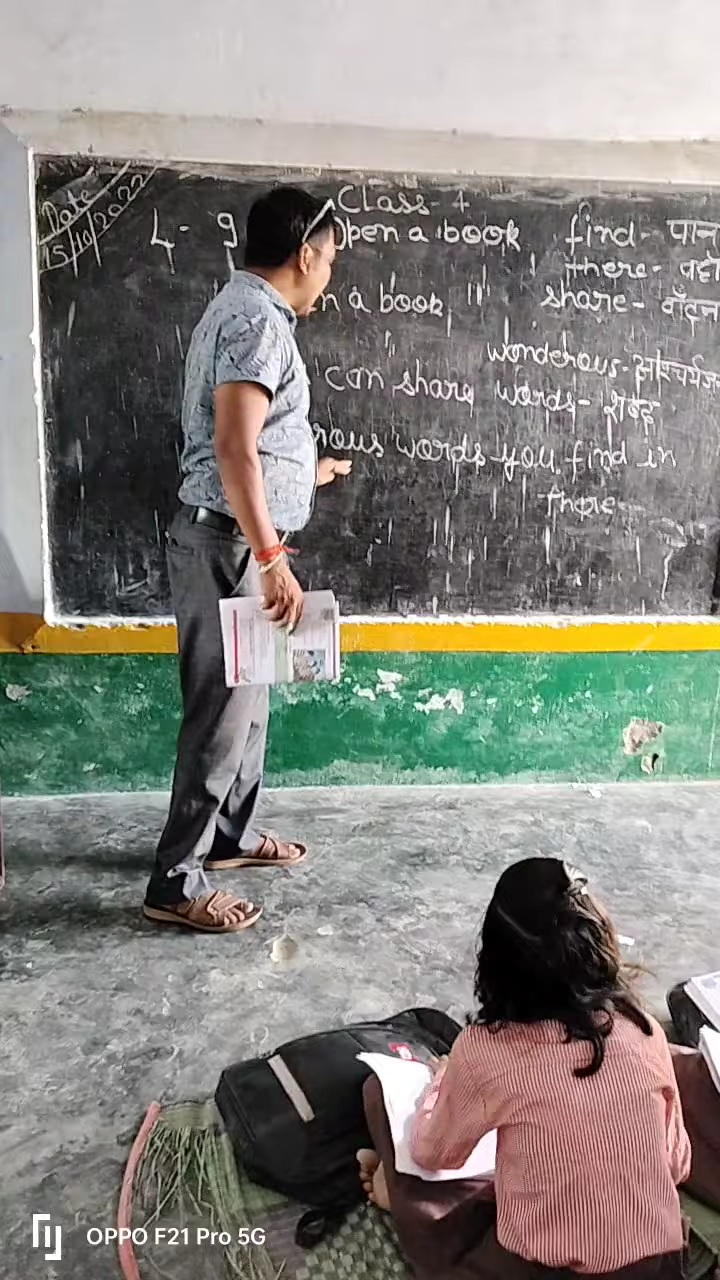 Date
15/10/2022
Class - 4
L - 9 Open a book find - पान
there - वहाँ
n a book, share - बाँटन
wonderous - आश्चर्यज
can share words - शब्द
rous words you find in
there
OPPO F21 Pro 5G